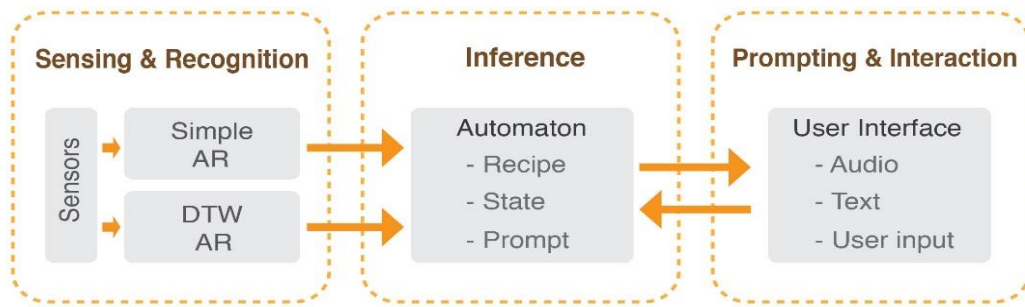 Sensing & Recognition
Sensors
Simple
AR
DTW
AR
Inference
Automaton
- Recipe
- State
- Prompt
Prompting & Interaction
User Interface
- Audio
- Text
- User input